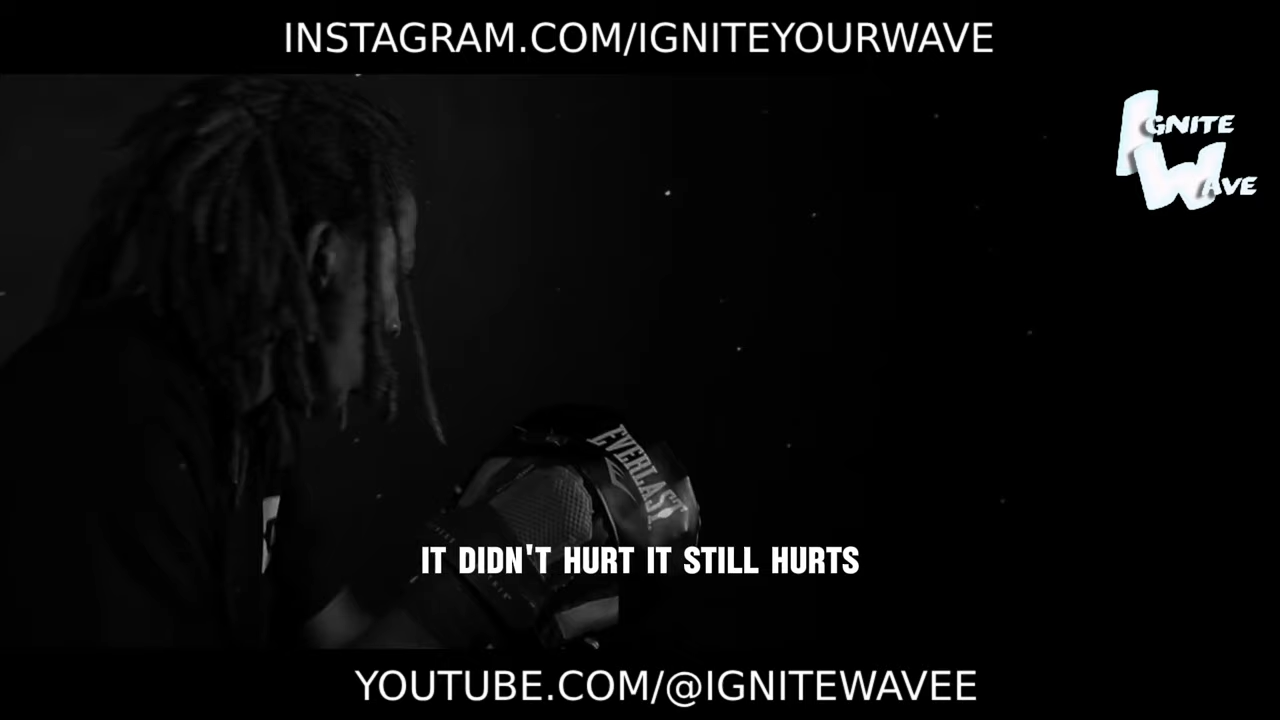 INSTAGRAM.COM/IGNITEYOURWAVE
IGNITE
WAVE
EVERLAST
IT DIDN'T HURT IT STILL HURTS
YOUTUBE.COM/@IGNITEWAVEE